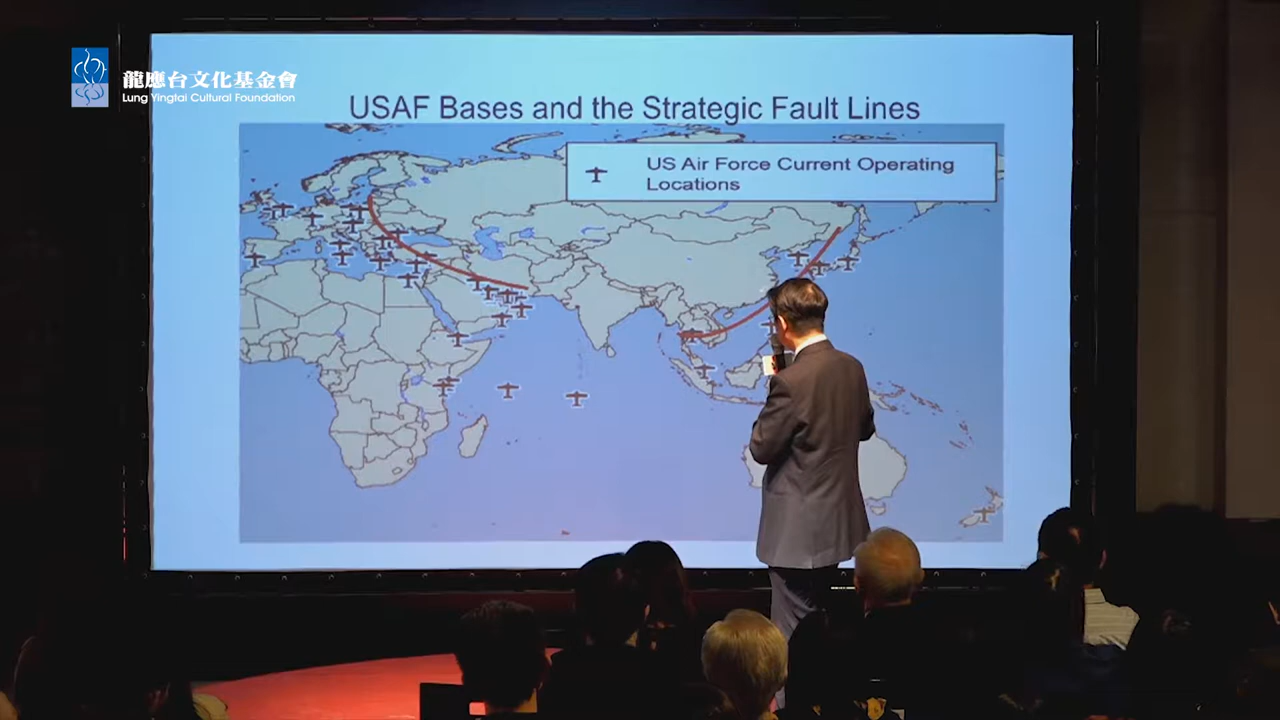 龍應台文化基金會
Lung Yingtai Cultural Foundation
USAF Bases and the Strategic Fault Lines
US Air Force Current Operating
Locations